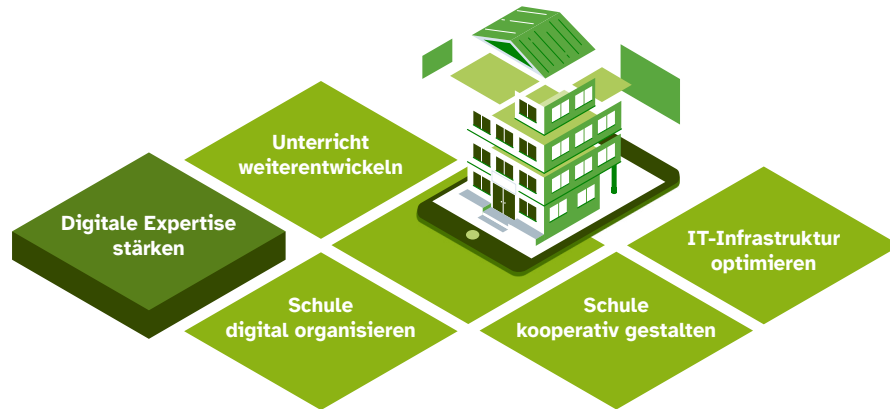 Unterricht
weiterentwickeln
Digitale Expertise
stärken
IT-Infrastruktur
optimieren
Schule
digital organisieren
Schule
kooperativ gestalten